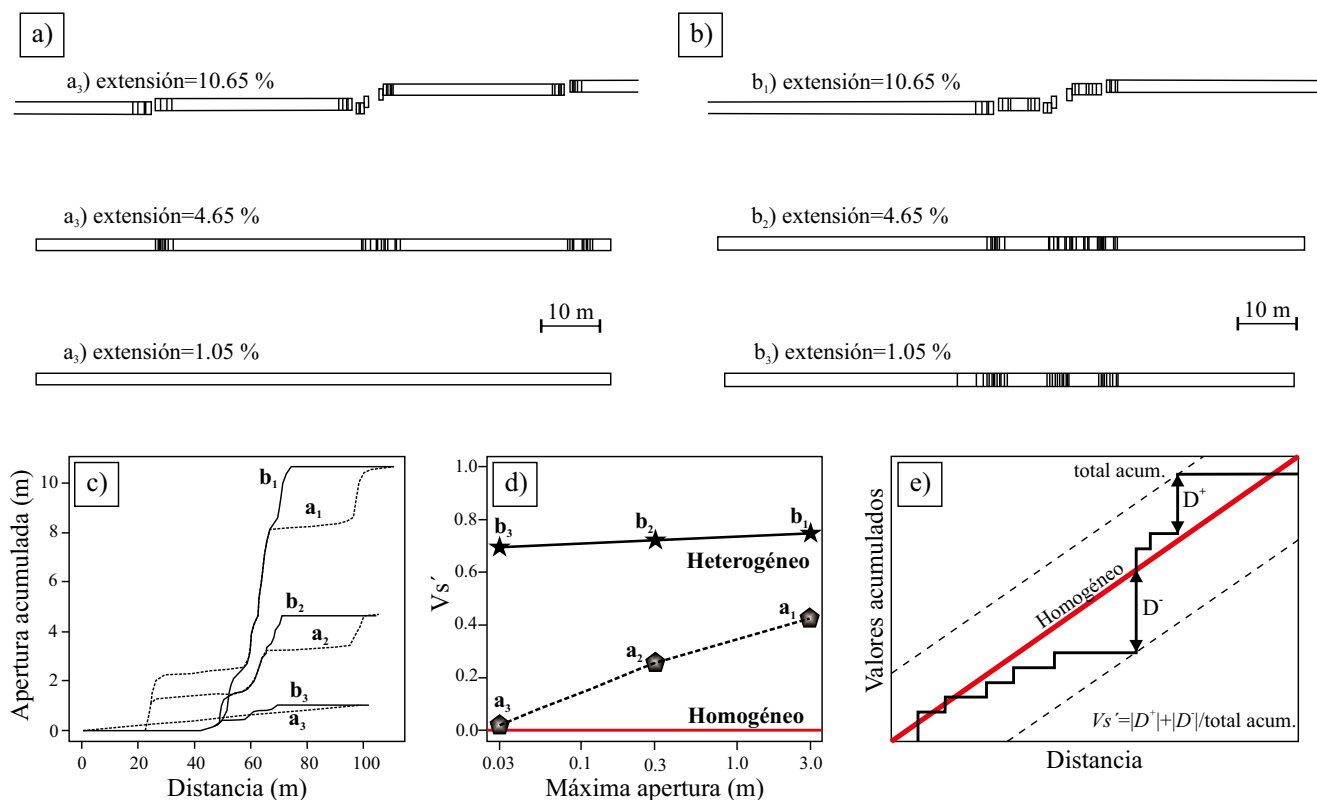 a)
a₃) extensión=10.65 %
a₃) extensión=4.65 %
10 m
a₃) extensión=1.05 %
b)
b₁) extensión=10.65 %
b₂) extensión=4.65 %
10 m
b₃) extensión=1.05 %
c)
Apertura acumulada (m)
10
8
6
4
2
0
b₁
a₁
b₂
a₂
b₃
a₃
0 20 40 60 80 100
Distancia (m)
d)
Vs´
1.0
0.8
0.6
0.4
0.2
0.0
b₃
b₂
b₁
Heterogéneo
a₁
a₂
a₃
Homogéneo
0.03 0.1 0.3 1.0 3.0
Máxima apertura (m)
e)
Valores acumulados
total acum.
D⁺
Homogéneo
D⁻
Vs´=|D⁺|+|D⁻|/total acum.
Distancia